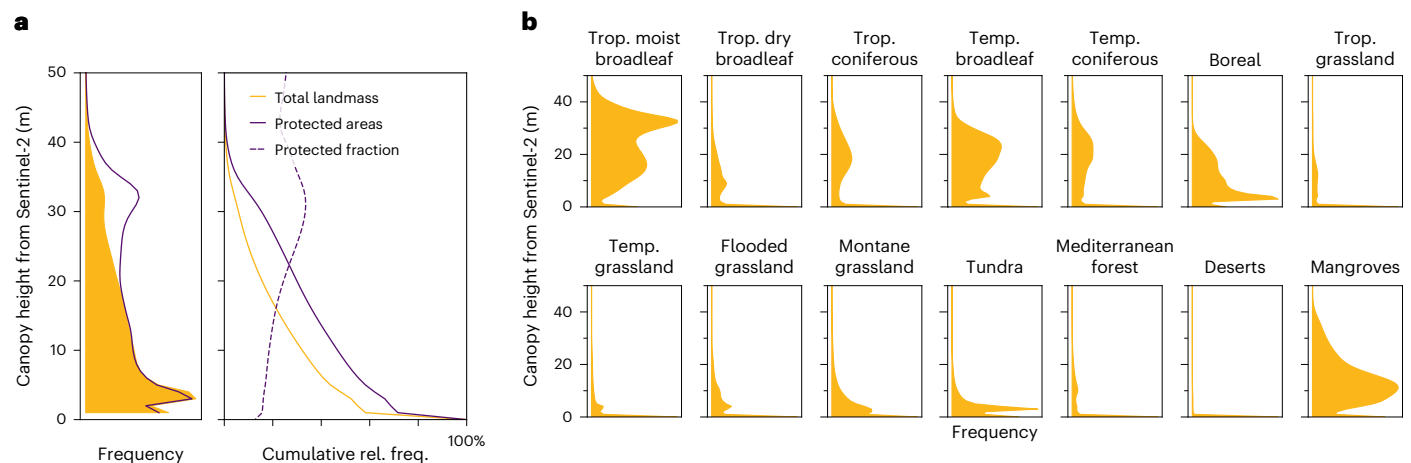 a
Canopy height from Sentinel-2 (m)
50
40
30
20
10
0
Frequency
Total landmass
Protected areas
Protected fraction
100%
Cumulative rel. freq.
b
Canopy height from Sentinel-2 (m)
Trop. moist
broadleaf
Trop. dry
broadleaf
Trop.
coniferous
Temp.
broadleaf
Temp.
coniferous
Boreal
Trop.
grassland
40
20
0
Temp.
grassland
Flooded
grassland
Montane
grassland
Tundra
Mediterranean
forest
Deserts
Mangroves
40
20
0
Frequency